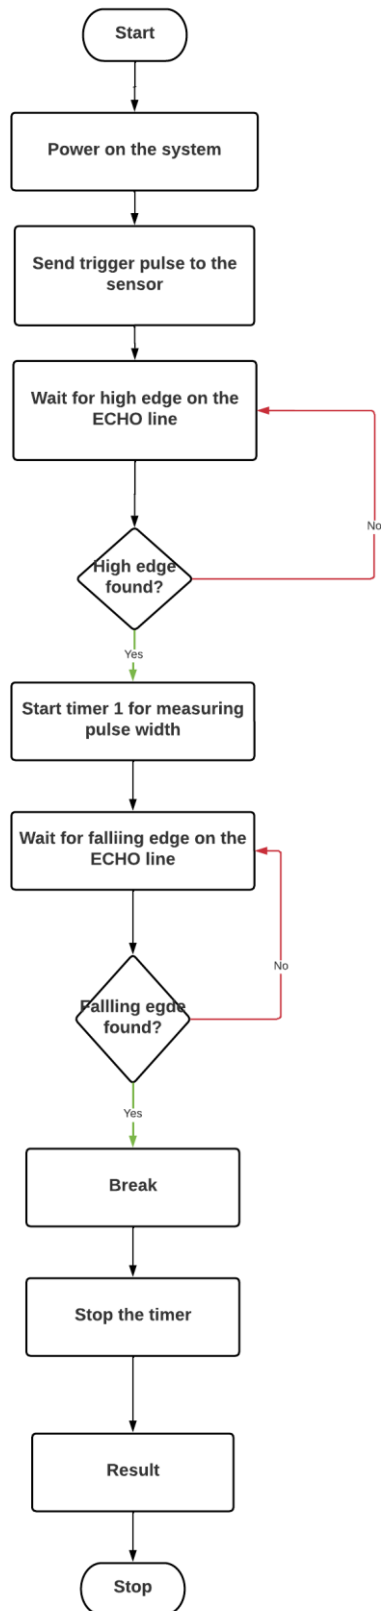 Start
Power on the system
Send trigger pulse to the
sensor
Wait for high edge on the
ECHO line
No
High edge
found?
Yes
Start timer 1 for measuring
pulse width
Wait for falliing edge on the
ECHO line
No
Fallling egde
found?
Yes
Break
Stop the timer
Result
Stop